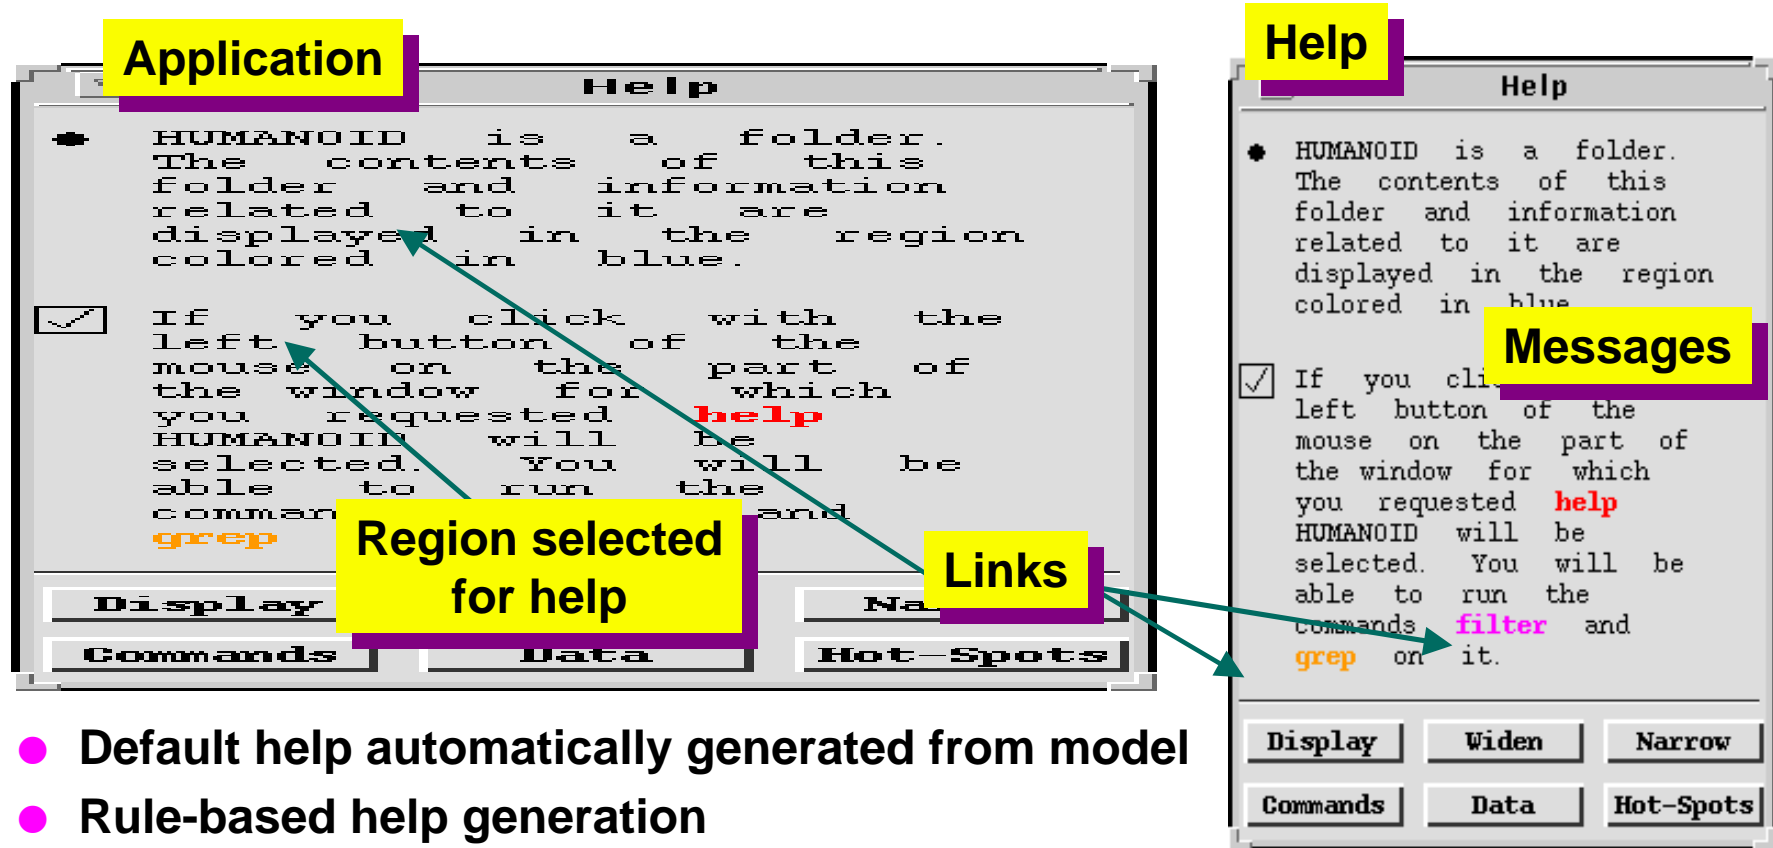 Application
Help
HUMANOID is a folder.
The contents of this
folder and information
related to it are
displayed in the region
colored in blue.
If you click with the
left button of the
mouse on the part of
the window for which
you requested help
HUMANOID will be
selected. You will be
able to run the
and
grep
Region selected
for help
Links
Display
Commands
Data
Hot-Spots
Help
Help
HUMANOID is a folder.
The contents of this
folder and information
related to it are
displayed in the region
colored in blue
Messages
If you
left button of the
mouse on the part of
the window for which
you requested help
HUMANOID will be
selected. You will be
able to run the
commands filter and
grep on it.
Display Widen Narrow
Commands Data Hot-Spots
Default help automatically generated from model
Rule-based help generation